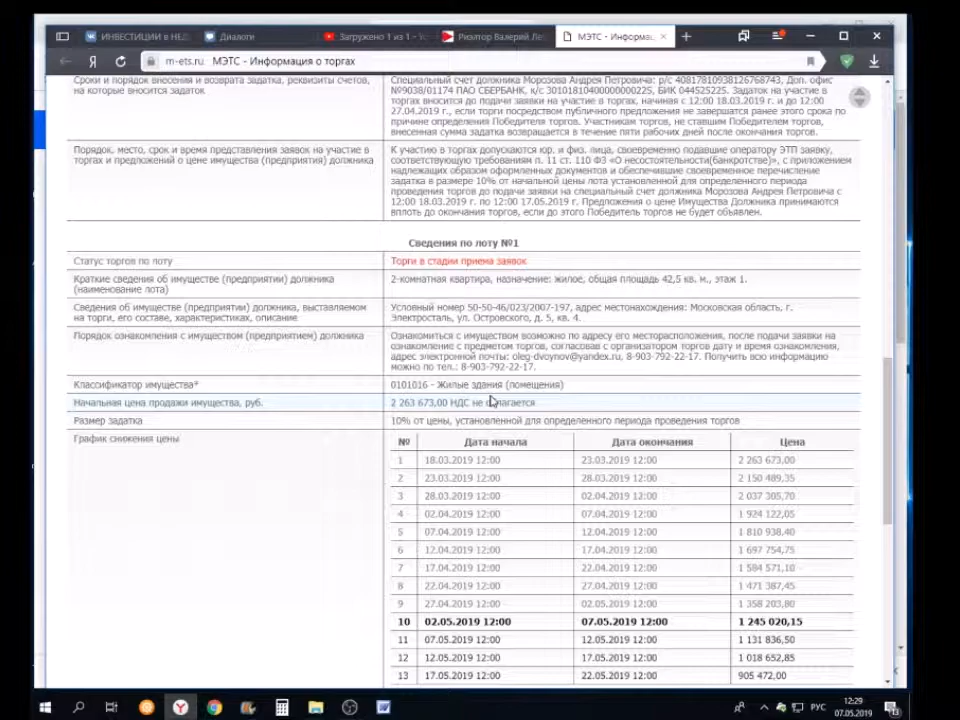 ИНВЕСТИЦИИ в НЕД
Диалоги
Загружено 1 из 1 - Yo
Риэлтор Валерий Ле
МЭТС - Информац
m-ets.ru
МЭТС - Информация о торгах
Сроки и порядок внесения и возврата задатка, реквизиты счетов,
на которые вносится задаток
Специальный счет должника Морозова Андрея Петровича: р/с 40817810938126768743, Доп. офис
№9038/01174 ПАО СБЕРБАНК, к/с 30101810400000000225, БИК 044525225. Задаток на участие в
торгах вносится до подачи заявки на участие в торгах, начиная с 12:00 18.03.2019 г. и до 12:00
27.04.2019 г., если торги посредством публичного предложения не завершатся ранее этого срока по
причине определения Победителя торгов. Участникам торгов, не ставшим Победителем торгов,
внесенная сумма задатка возвращается в течение пяти рабочих дней после окончания торгов.
Порядок, место, срок и время представления заявок на участие в
торгах и предложений о цене имущества (предприятия) должника
К участию в торгах допускаются юр. и физ. лица, своевременно подавшие оператору ЭТП заявку,
соответствующую требованиям п. 11 ст. 110 ФЗ «О несостоятельности(банкротстве)», с приложением
надлежащих образом оформленных документов и обеспечившие своевременное перечисление
задатка в размере 10% от начальной цены лота установленной для определенного периода
проведения торгов до подачи заявки на специальный счет должника Морозова Андрея Петровича с
12:00 18.03.2019 г. по 12:00 17.05.2019 г. Предложения о цене Имущества Должника принимаются
вплоть до окончания торгов, если до этого Победитель торгов не будет объявлен.
Сведения по лоту №1
Статус торгов по лоту
Торги в стадии приема заявок
Краткие сведения об имуществе (предприятии) должника
(наименование лота)
2-комнатная квартира, назначение: жилое, общая площадь 42,5 кв. м., этаж 1.
Сведения об имуществе (предприятии) должника, выставляемом
на торги, его составе, характеристиках, описание
Условный номер 50-50-46/023/2007-197, адрес местонахождения: Московская область, г.
Электросталь, ул. Островского, д. 5, кв. 4.
Порядок ознакомления с имуществом (предприятием) должника
Ознакомиться с имуществом возможно по адресу его месторасположения, после подачи заявки на
ознакомление с предметом торгов, согласовав с организатором торгов дату и время ознакомления,
адрес электронной почты: oleg-dvoynov@yandex.ru, 8-903-792-22-17. Получить всю информацию
можно по тел.: 8-903-792-22-17.
Классификатор имущества*
0101016 - Жилые здания (помещения)
Начальная цена продажи имущества, руб.
2 263 673,00 НДС не облагается
Размер задатка
10% от цены, установленной для определенного периода проведения торгов
График снижения цены
№ Дата начала Дата окончания Цена
1 18.03.2019 12:00 23.03.2019 12:00 2 263 673,00
2 23.03.2019 12:00 28.03.2019 12:00 2 150 489,35
3 28.03.2019 12:00 02.04.2019 12:00 2 037 305,70
4 02.04.2019 12:00 07.04.2019 12:00 1 924 122,05
5 07.04.2019 12:00 12.04.2019 12:00 1 810 938,40
6 12.04.2019 12:00 17.04.2019 12:00 1 697 754,75
7 17.04.2019 12:00 22.04.2019 12:00 1 584 571,10
8 22.04.2019 12:00 27.04.2019 12:00 1 471 387,45
9 27.04.2019 12:00 02.05.2019 12:00 1 358 203,80
10 02.05.2019 12:00 07.05.2019 12:00 1 245 020,15
11 07.05.2019 12:00 12.05.2019 12:00 1 131 836,50
12 12.05.2019 12:00 17.05.2019 12:00 1 018 652,85
13 17.05.2019 12:00 22.05.2019 12:00 905 472,00
РУС
12:29
07.05.2019